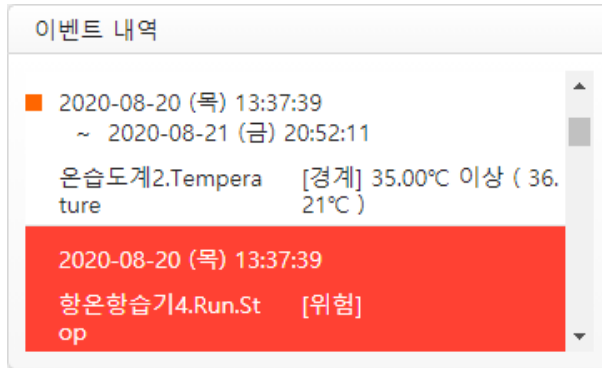 이벤트 내역
2020-08-20 (목) 13:37:39
~ 2020-08-21 (금) 20:52:11
온습도계2.Tempera
ture
[경계] 35.00℃ 이상 ( 36.
21℃ )
2020-08-20 (목) 13:37:39
항온항습기4.Run.St
op
[위험]